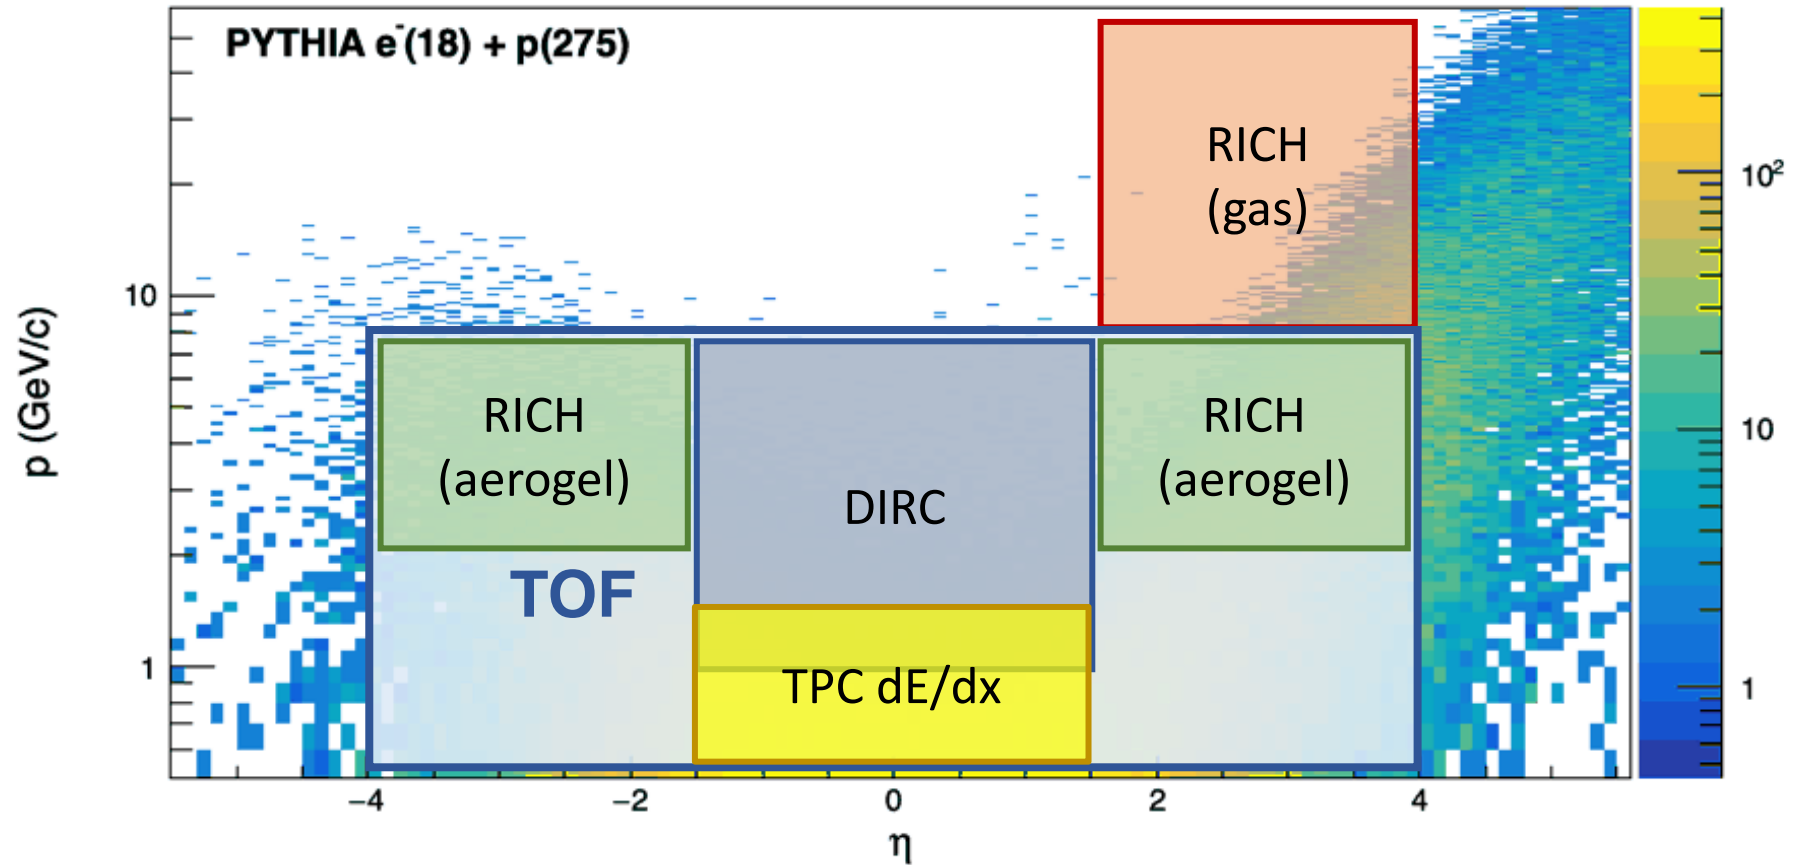 PYTHIA e⁻(18) + p(275)
RICH
(gas)
10²
10
p (GeV/c)
RICH
(aerogel)
DIRC
RICH
(aerogel)
10
TOF
1
TPC dE/dx
1
−4
−2
0
2
4
η